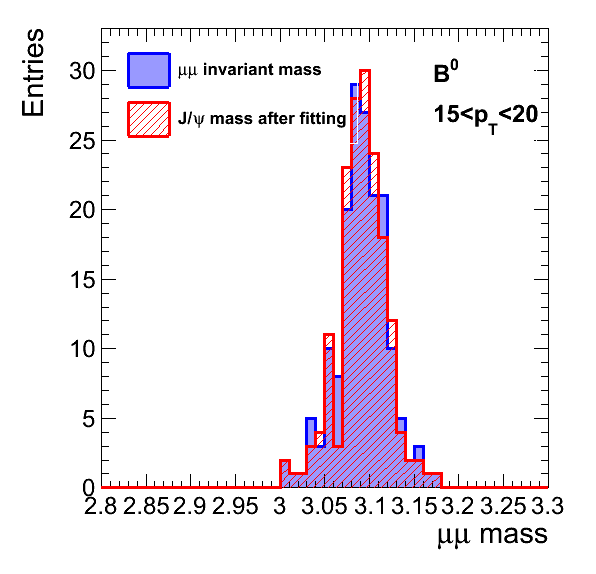 Entries
30
25
20
15
10
5
0
μμ invariant mass
J/ψ mass after fitting
B⁰
15<p_T<20
2.8 2.85 2.9 2.95 3 3.05 3.1 3.15 3.2 3.25 3.3
μμ mass